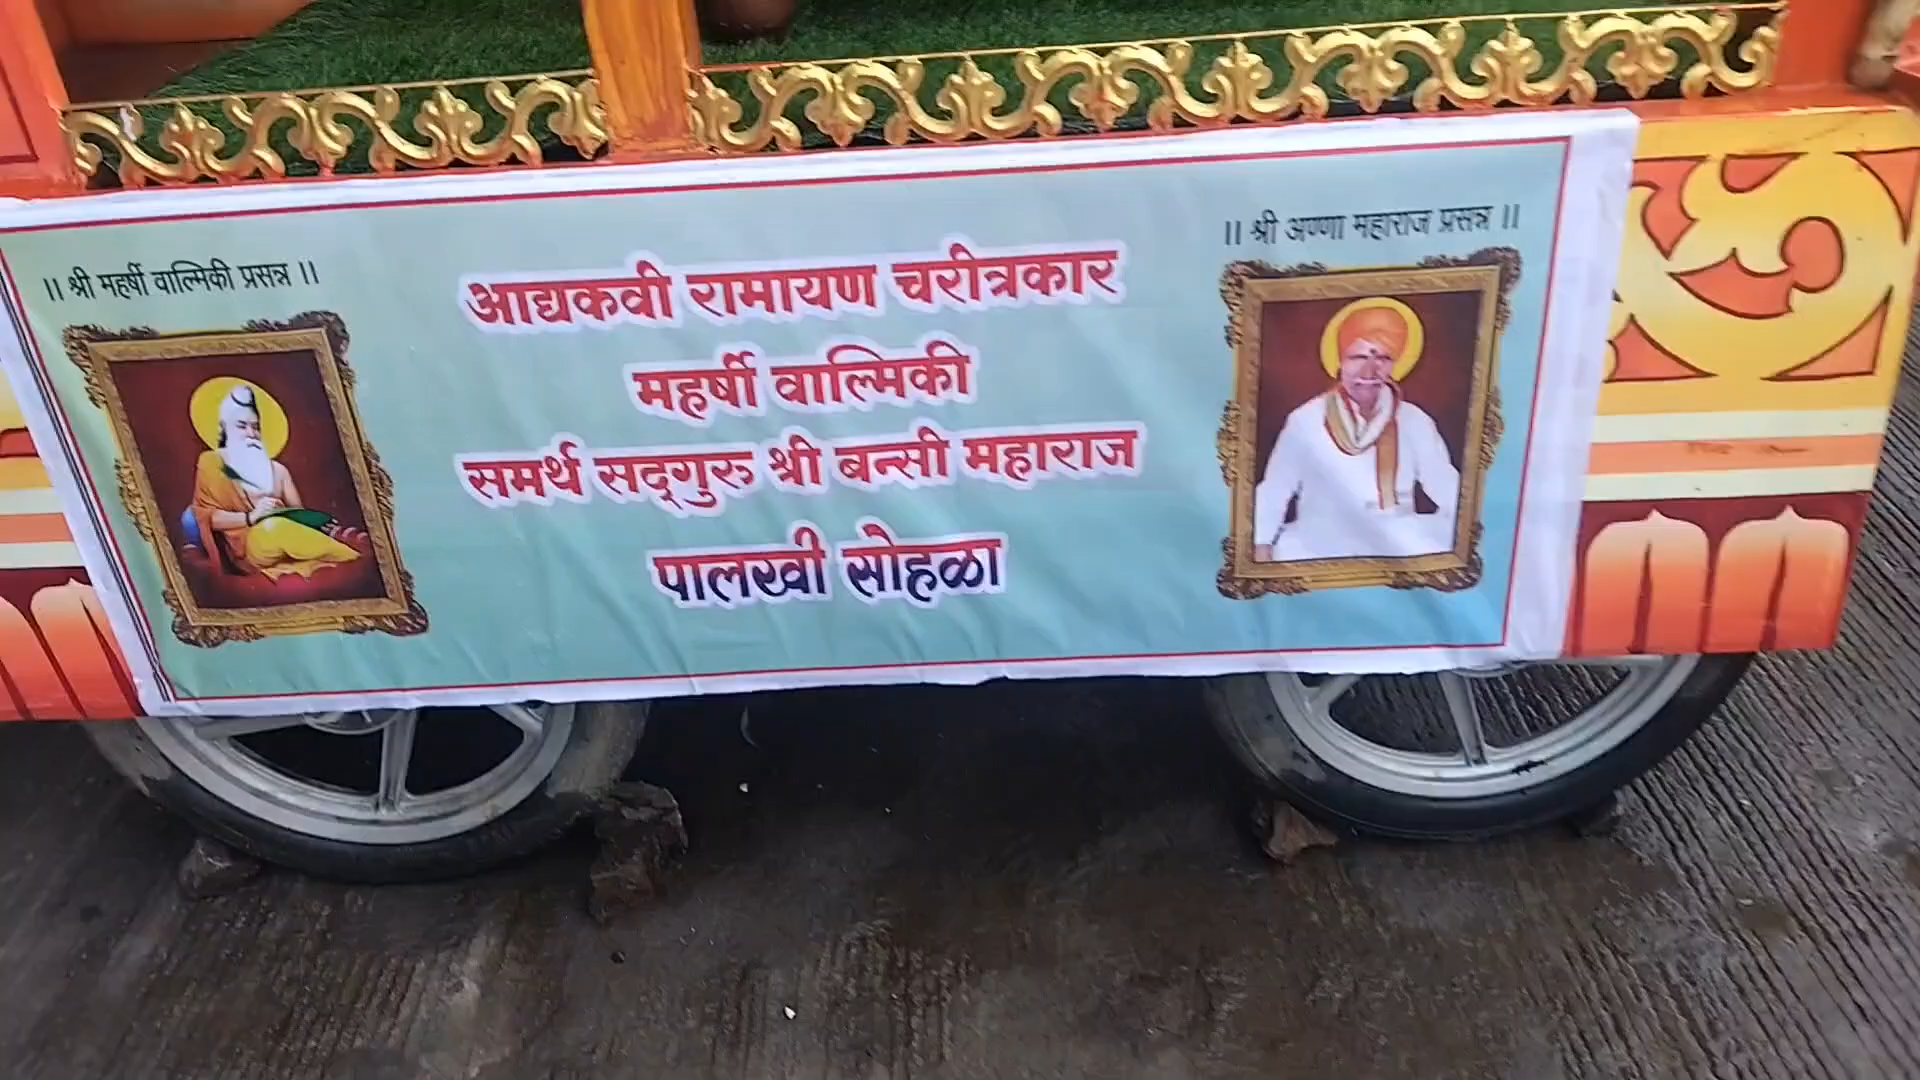 ।। श्री महर्षी वाल्मिकी प्रसन्न ।।
।। श्री अण्णा महाराज प्रसन्न ।।
आद्यकवी रामायण चरीत्रकार
महर्षी वाल्मिकी
समर्थ सद्‌गुरु श्री बन्सी महाराज
पालखी सोहळा